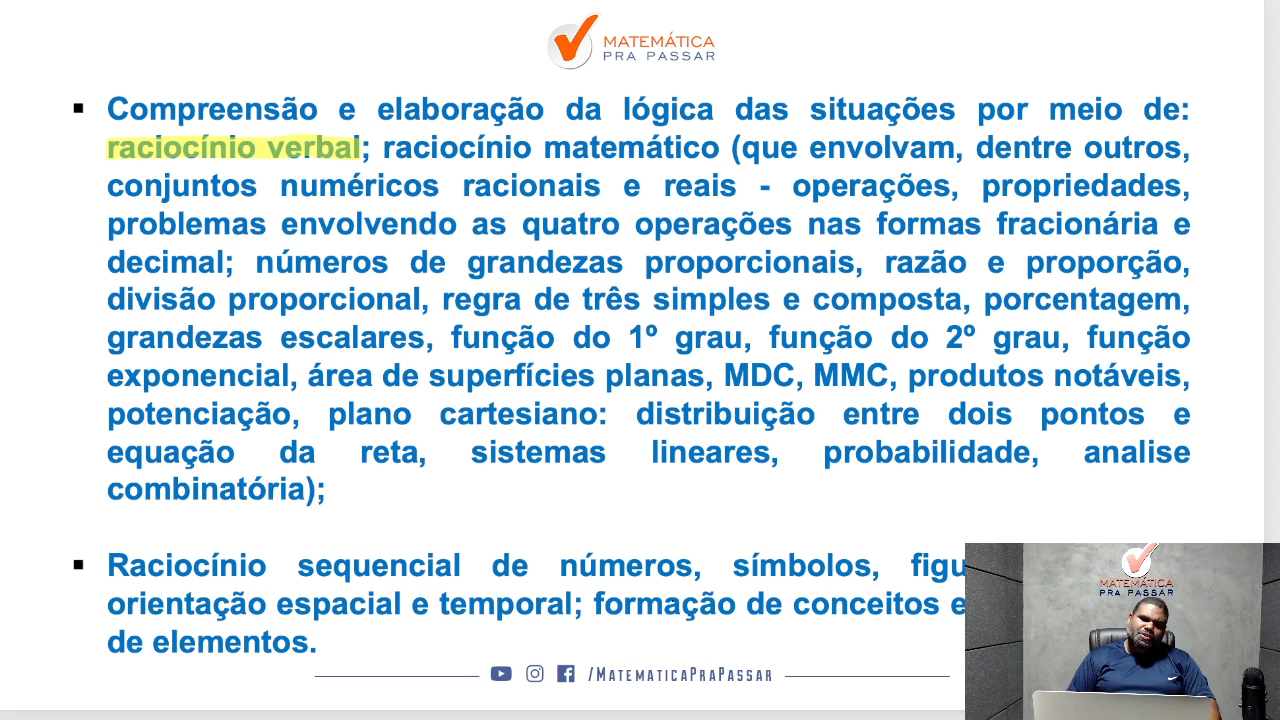 MATEMÁTICA
PRA PASSAR
▪ Compreensão e elaboração da lógica das situações por meio de:
raciocínio verbal; raciocínio matemático (que envolvam, dentre outros,
conjuntos numéricos racionais e reais - operações, propriedades,
problemas envolvendo as quatro operações nas formas fracionária e
decimal; números de grandezas proporcionais, razão e proporção,
divisão proporcional, regra de três simples e composta, porcentagem,
grandezas escalares, função do 1º grau, função do 2º grau, função
exponencial, área de superfícies planas, MDC, MMC, produtos notáveis,
potenciação, plano cartesiano: distribuição entre dois pontos e
equação da reta, sistemas lineares, probabilidade, analise
combinatória);
▪ Raciocínio sequencial de números, símbolos, figu
orientação espacial e temporal; formação de conceitos e
de elementos.
/MATEMATICAPRAPASSAR
MATEMÁTICA
PRA PASSAR